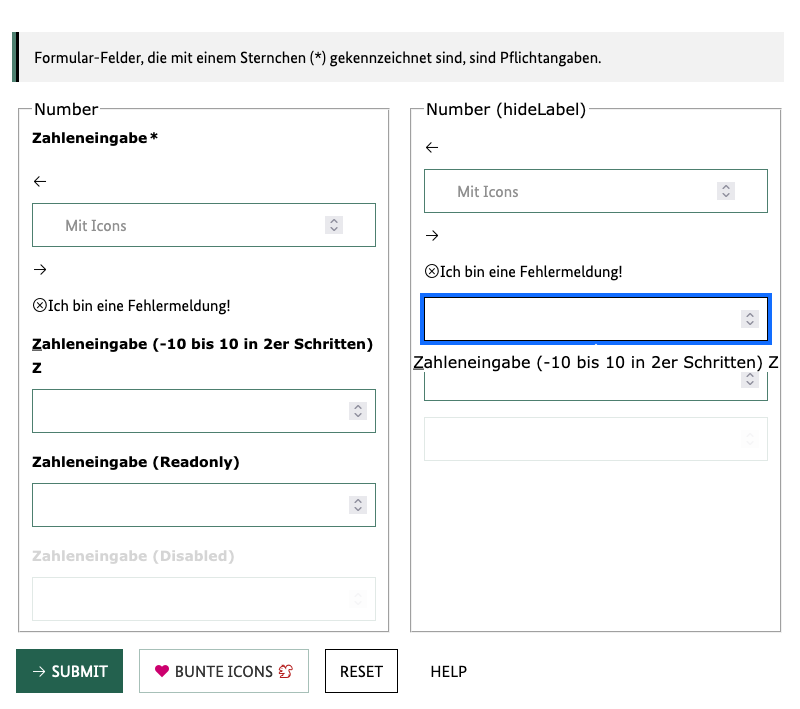 Formular-Felder, die mit einem Sternchen (*) gekennzeichnet sind, sind Pflichtangaben.
Number
Zahleneingabe*
←
Mit Icons
→
Ich bin eine Fehlermeldung!
Zahleneingabe (-10 bis 10 in 2er Schritten)
Z
Zahleneingabe (Readonly)
Zahleneingabe (Disabled)
Number (hideLabel)
←
Mit Icons
→
Ich bin eine Fehlermeldung!
Zahleneingabe (-10 bis 10 in 2er Schritten) Z
→ SUBMIT
BUNTE ICONS
RESET
HELP